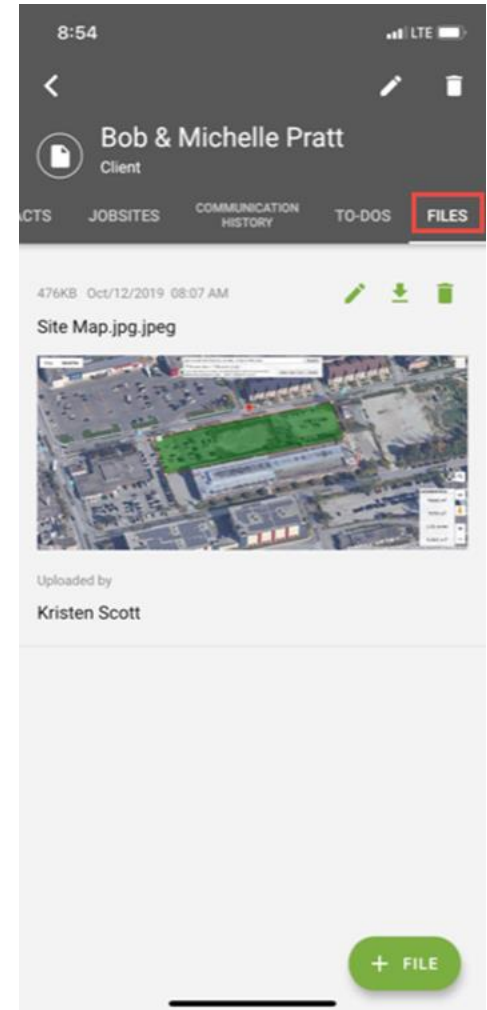 8:54 LTE
Bob & Michelle Pratt
Client
ACTS JOBSITES COMMUNICATION HISTORY TO-DOS FILES
476KB Oct/12/2019 08:07 AM
Site Map.jpg.jpeg
Uploaded by
Kristen Scott
+ FILE